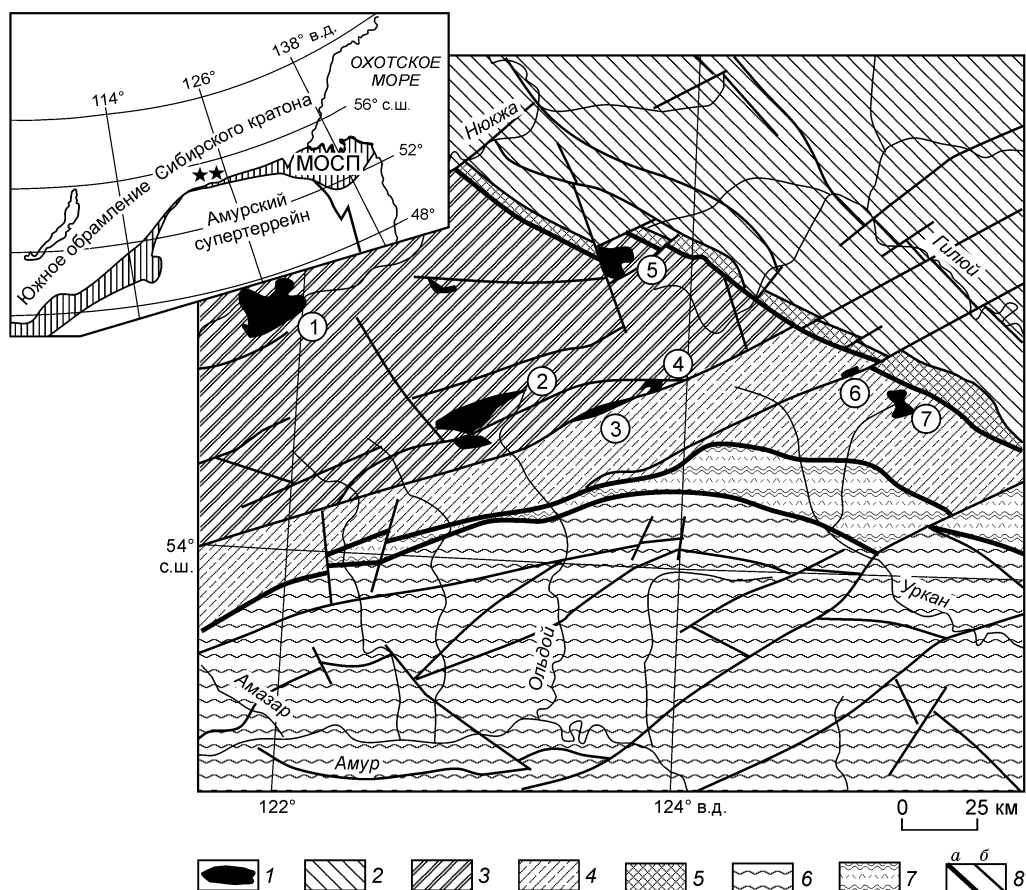 138° в.д.
126°
114°
ОХОТСКОЕ
МОРЕ
56° с.ш.
52°
48°
МОСП
Южное обрамление Сибирского кратона
Амурский
супертеррейн
Нюкжа
Гилюй
5
1
4
2
6
3
7
54°
с.ш.
Уркан
Ольдой
Амазар
Амур
122°
124° в.д.
0 25 км
1 2 3 4 5 6 7 а б 8